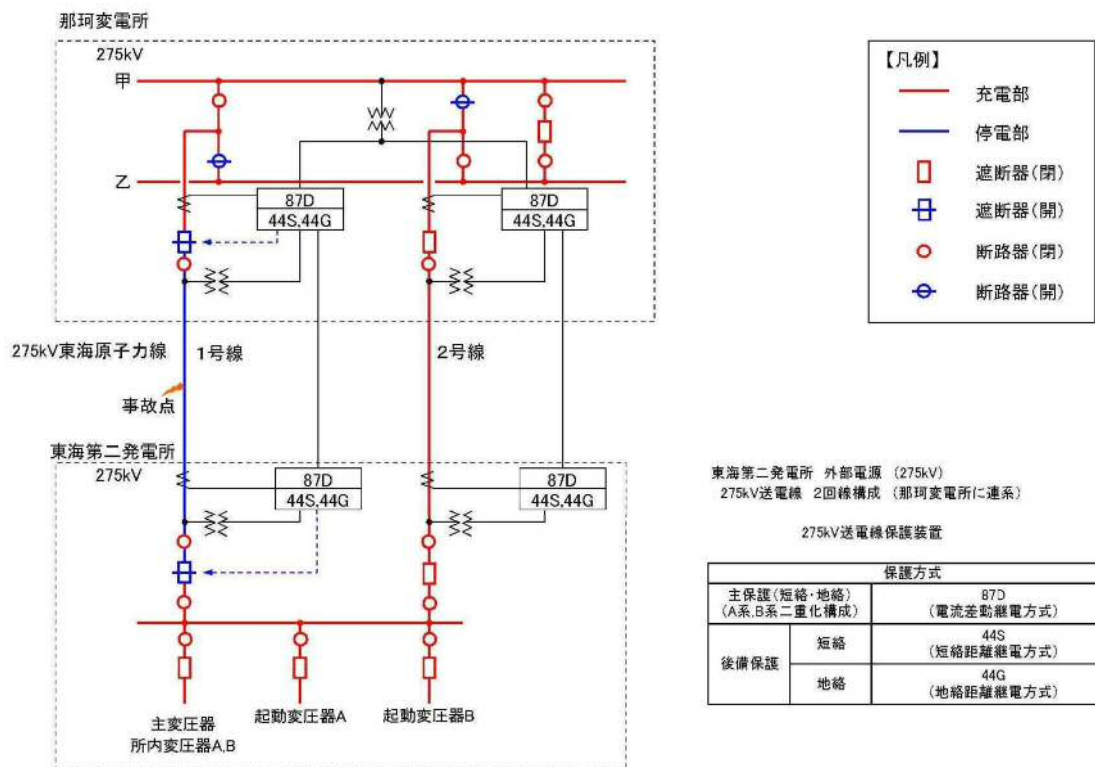 那珂変電所
275kV
甲
乙
87D
44S,44G
87D
44S,44G
275kV東海原子力線
1号線
2号線
事故点
東海第二発電所
275kV
87D
44S,44G
87D
44S,44G
主変圧器
所内変圧器A,B
起動変圧器A
起動変圧器B
【凡例】
充電部
停電部
遮断器(閉)
遮断器(開)
断路器(閉)
断路器(開)
東海第二発電所 外部電源 (275kV)
275kV送電線 2回線構成 (那珂変電所に連系)
275kV送電線保護装置
保護方式
主保護(短絡・地絡)
(A系,B系二重化構成)
87D
(電流差動継電方式)
後備保護
短絡
44S
(短絡距離継電方式)
地絡
44G
(地絡距離継電方式)